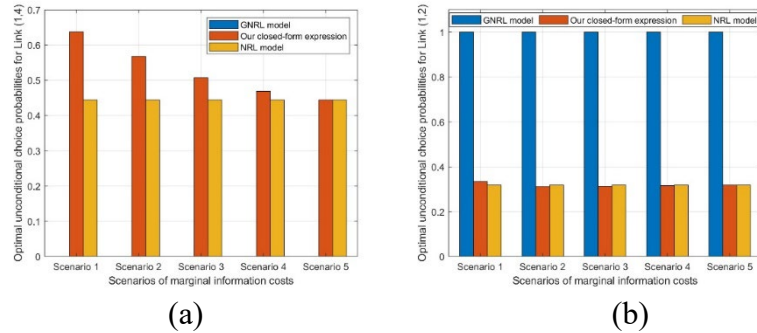 Optimal unconditional choice probabilities for Link (1,4)
0.7
0.6
0.5
0.4
0.3
0.2
0.1
0
GNRL model
Our closed-form expression
NRL model
Scenario 1 Scenario 2 Scenario 3 Scenario 4 Scenario 5
Scenarios of marginal information costs
(a)
Optimal unconditional choice probabilities for Link (1,2)
1
0.8
0.6
0.4
0.2
0
GNRL model Our closed-form expression NRL model
Scenario 1 Scenario 2 Scenario 3 Scenario 4 Scenario 5
Scenarios of marginal information costs
(b)